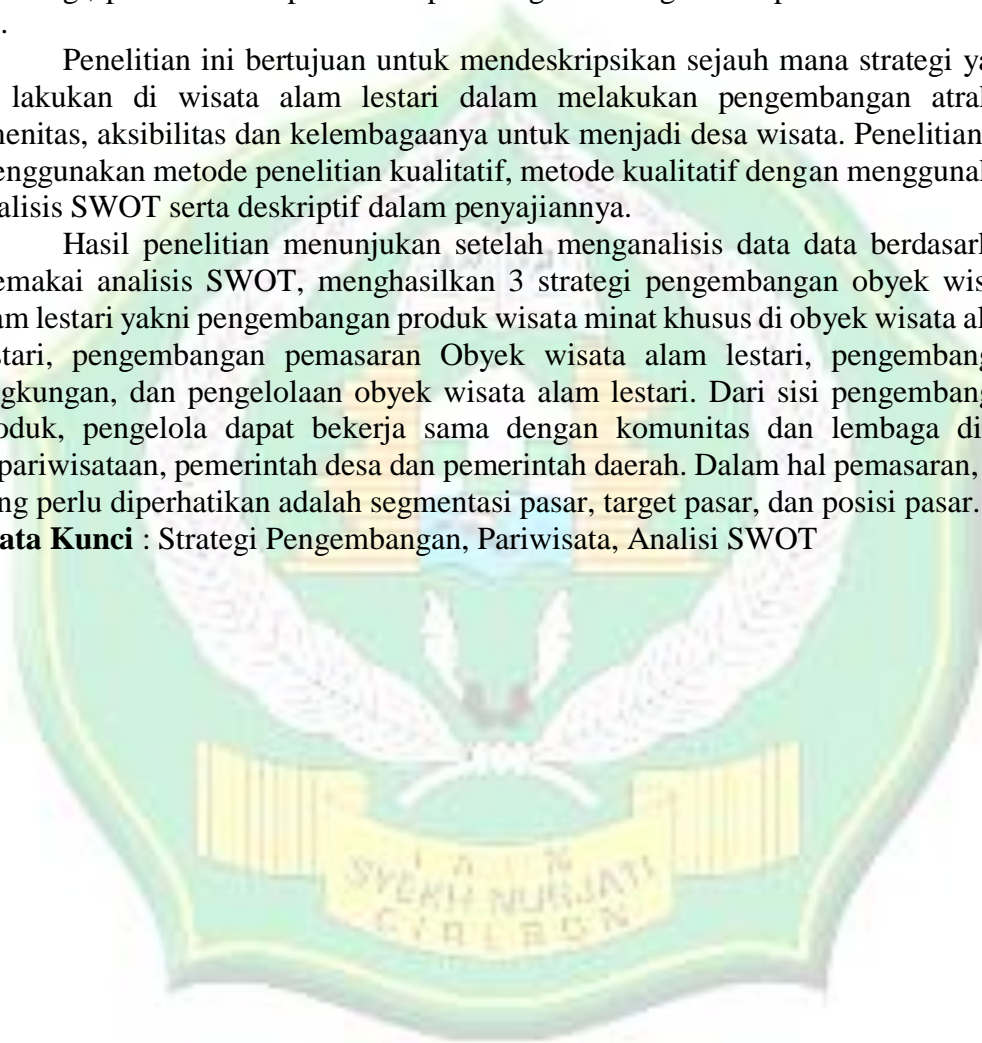 .
Penelitian ini bertujuan untuk mendeskripsikan sejauh mana strategi ya
lakukan di wisata alam lestari dalam melakukan pengembangan atral
nenitas, aksibilitas dan kelembagaanya untuk menjadi desa wisata. Penelitian
enggunakan metode penelitian kualitatif, metode kualitatif dengan menggunal
alisis SWOT serta deskriptif dalam penyajiannya.
Hasil penelitian menunjukan setelah menganalisis data data berdasarl
emakai analisis SWOT, menghasilkan 3 strategi pengembangan obyek wis
am lestari yakni pengembangan produk wisata minat khusus di obyek wisata al
stari, pengembangan pemasaran Obyek wisata alam lestari, pengembang
gkungan, dan pengelolaan obyek wisata alam lestari. Dari sisi pengembang
oduk, pengelola dapat bekerja sama dengan komunitas dan lembaga di
pariwisataan, pemerintah desa dan pemerintah daerah. Dalam hal pemasaran,
ng perlu diperhatikan adalah segmentasi pasar, target pasar, dan posisi pasar.
ata Kunci : Strategi Pengembangan, Pariwisata, Analisi SWOT
IAIN
SYEKH NURJATI
CIREBON